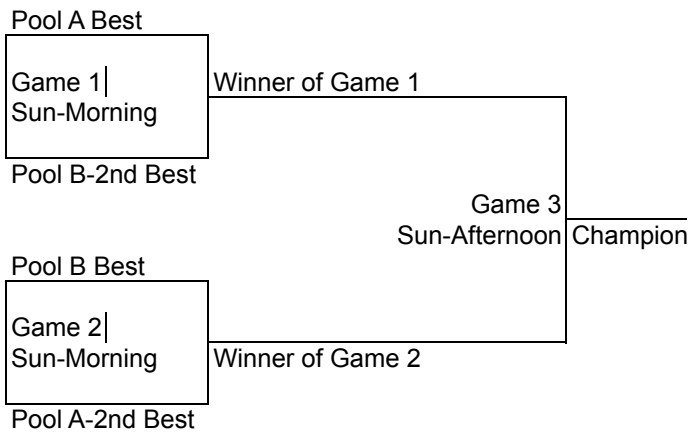 Pool A Best
Game 1
Winner of Game 1
Sun-Morning
Pool B-2nd Best
Game 3
Sun-Afternoon
Champion
Pool B Best
Game 2
Sun-Morning
Winner of Game 2
Pool A-2nd Best